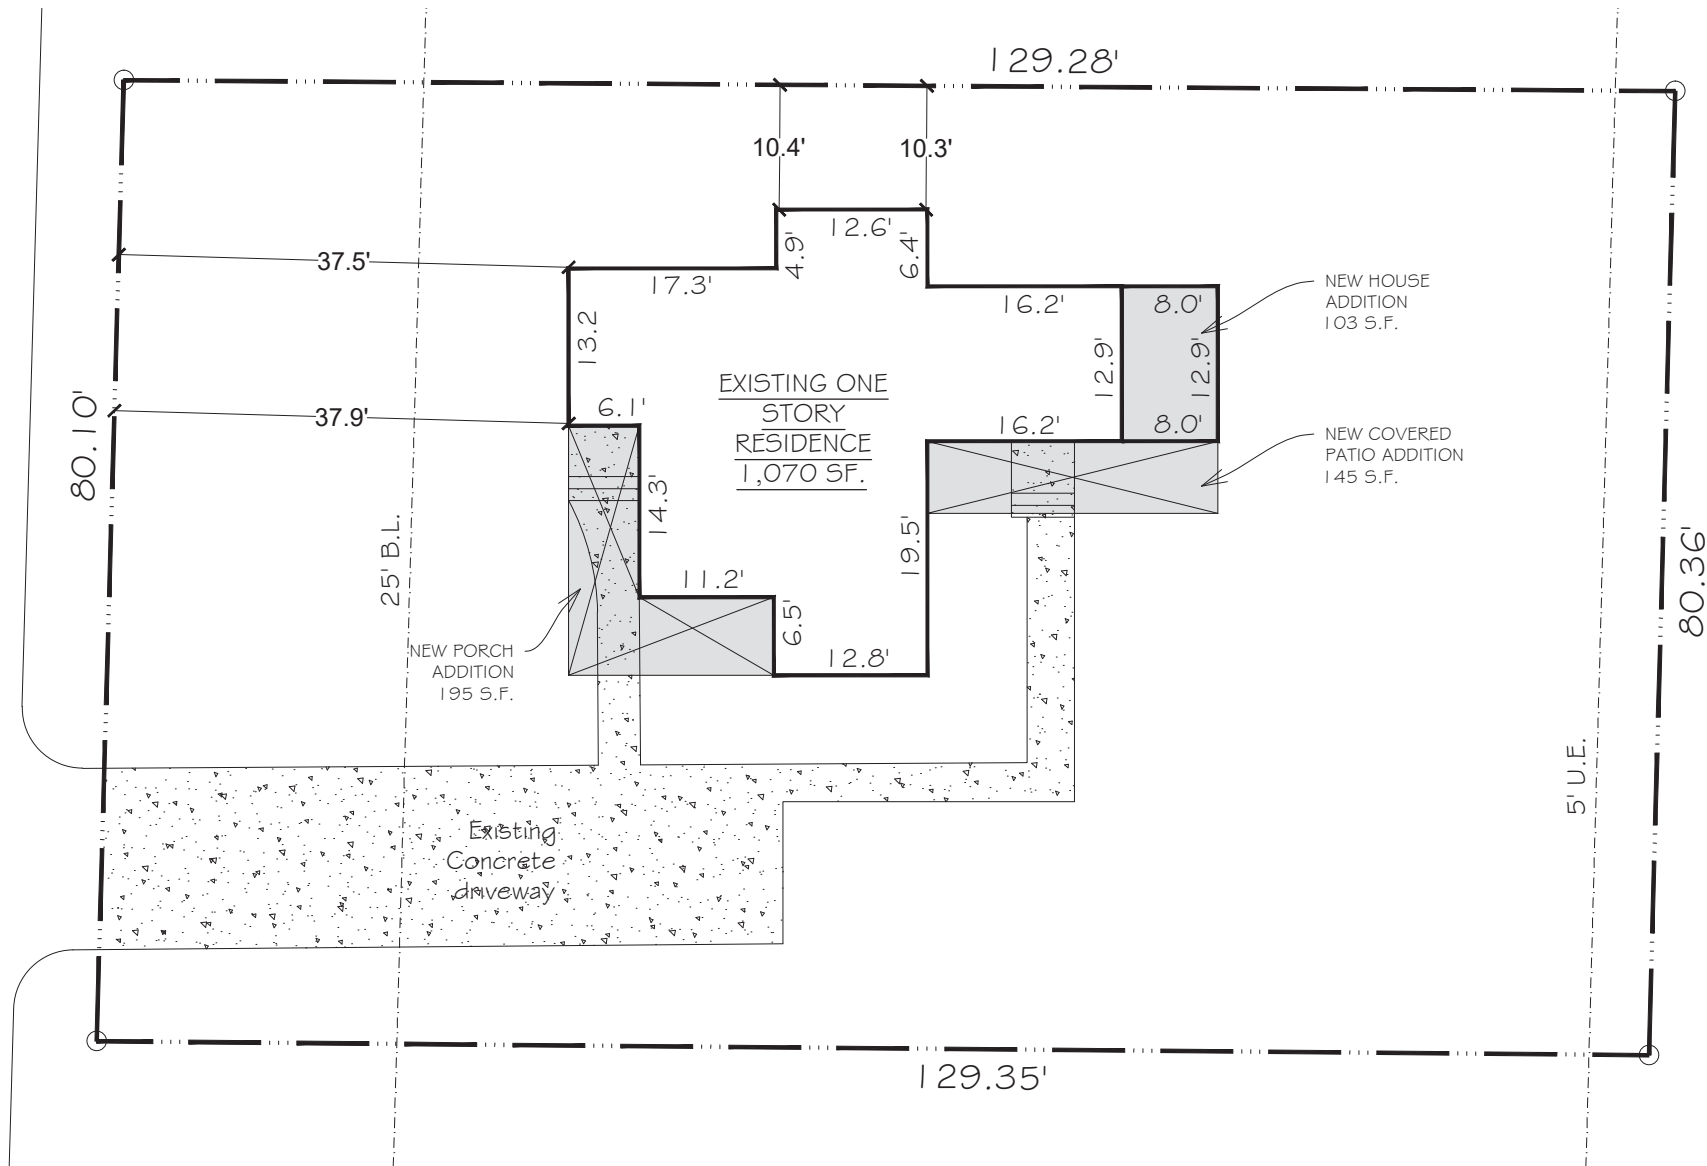 129.28'
10.4'
10.3'
12.6'
4.9'
6.4'
37.5'
17.3'
16.2'
8.0'
NEW HOUSE
ADDITION
103 S.F.
13.2
12.9'
12.9'
EXISTING ONE
STORY
RESIDENCE
1,070 SF.
37.9'
6.1'
16.2'
8.0'
NEW COVERED
PATIO ADDITION
145 S.F.
80.10'
14.3'
19.5'
25' B.L.
80.36'
11.2'
6.5'
12.8'
NEW PORCH
ADDITION
195 S.F.
5' U.E.
Existing
Concrete
driveway
129.35'